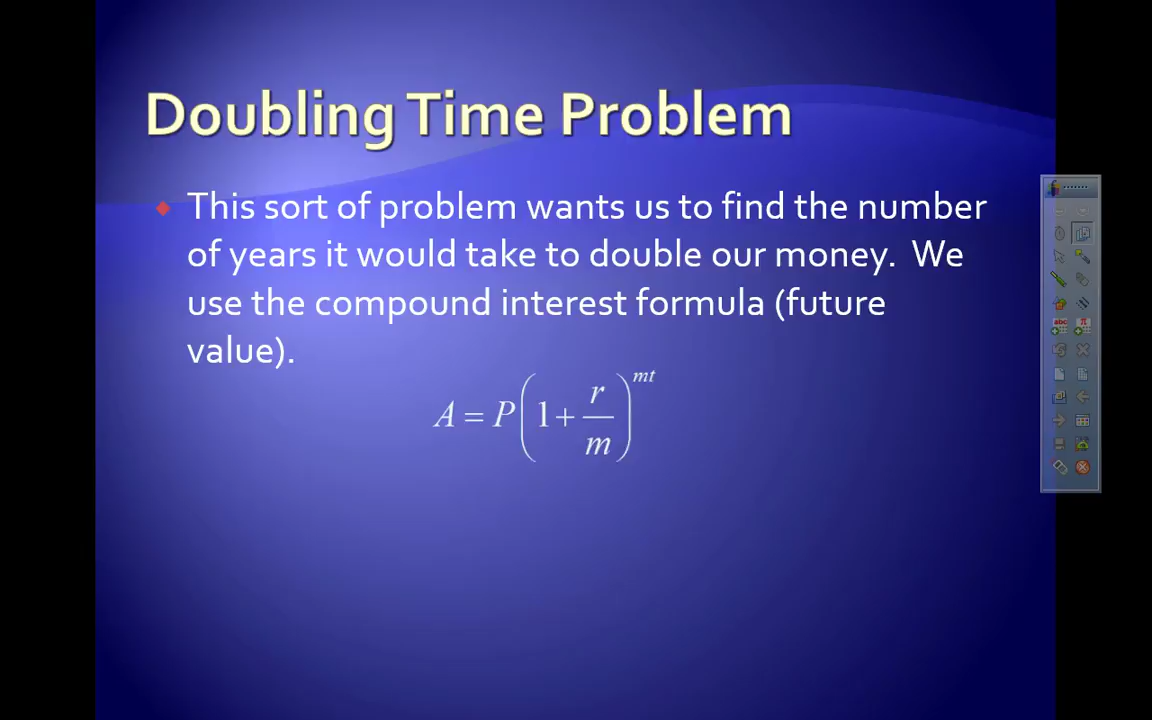 Doubling Time Problem
This sort of problem wants us to find the number
of years it would take to double our money. We
use the compound interest formula (future
value).
A = P(1 + r/m)^mt
abc π